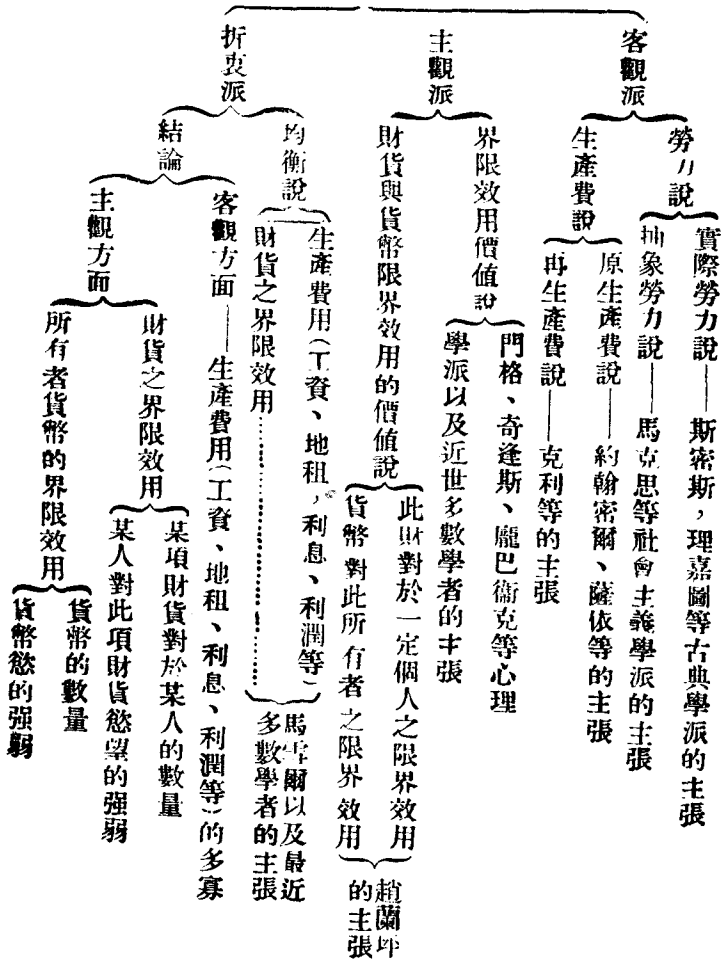 客觀派
勞力說
實際勞力說——斯密斯，理嘉圖等古典學派的主張
抽象勞力說——馬克思等社會主義學派的主張
生產費說
原生產費說——約翰密爾、薩依等的主張
再生產費說——克利等的主張
主觀派
界限效用價值說
門格、奇逢斯、龐巴衞克等心理
學派以及近世多數學者的主張
財貨與貨幣限界效用的價值說
此財對於一定個人之限界效用
貨幣對此所有者之限界效用
趙蘭坪
的主張
折衷派
均衡說
生產費用（工資、地租，利息、利潤等）
財貨之界限效用……………
馬雪爾以及最近
多數學者的主張
結論
客觀方面——生產費用（工資、地租、利息、利潤等）的多寡
主觀方面
財貨之界限效用
某項財貨對於某人的數量
某人對此項財貨慾望的强弱
所有者貨幣的界限效用
貨幣的數量
貨幣慾的强弱